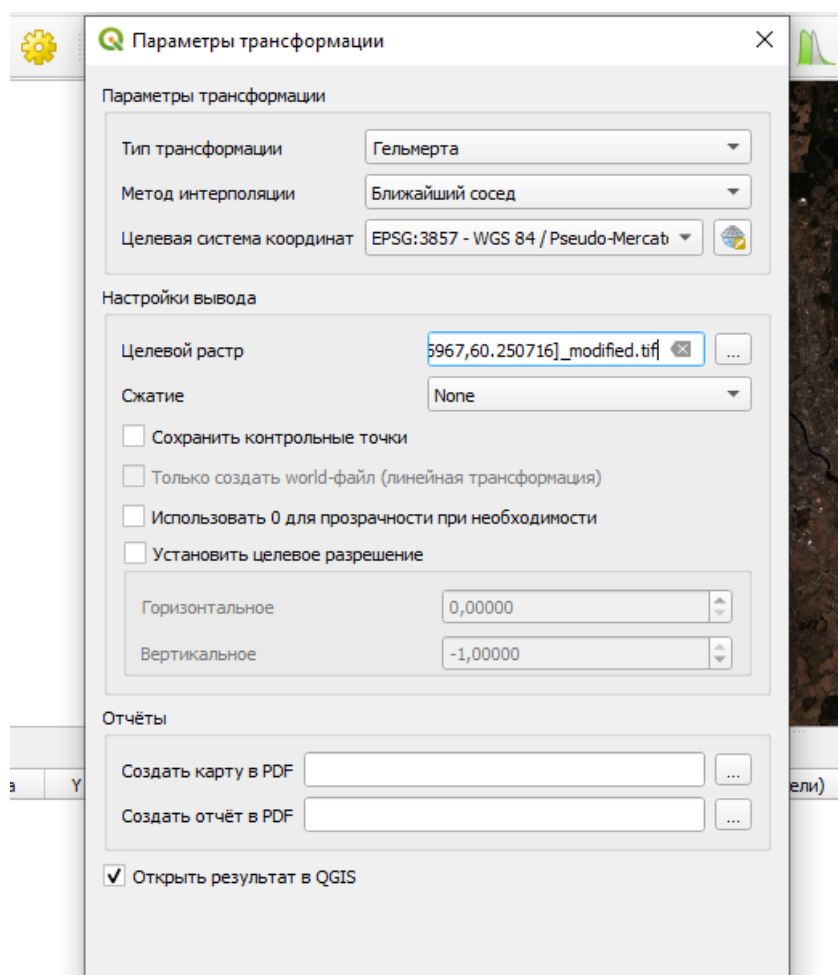 Параметры трансформации
Параметры трансформации
Тип трансформации Гельмерта
Метод интерполяции Ближайший сосед
Целевая система координат EPSG:3857 - WGS 84 / Pseudo-Mercato
Настройки вывода
Целевой растр 5967,60.250716]_modified.tif ...
Сжатие None
Сохранить контрольные точки
Только создать world-файл (линейная трансформация)
Использовать 0 для прозрачности при необходимости
Установить целевое разрешение
Горизонтальное 0,00000
Вертикальное -1,00000
Отчёты
Создать карту в PDF ...
а Y ели)
Создать отчёт в PDF ...
Открыть результат в QGIS